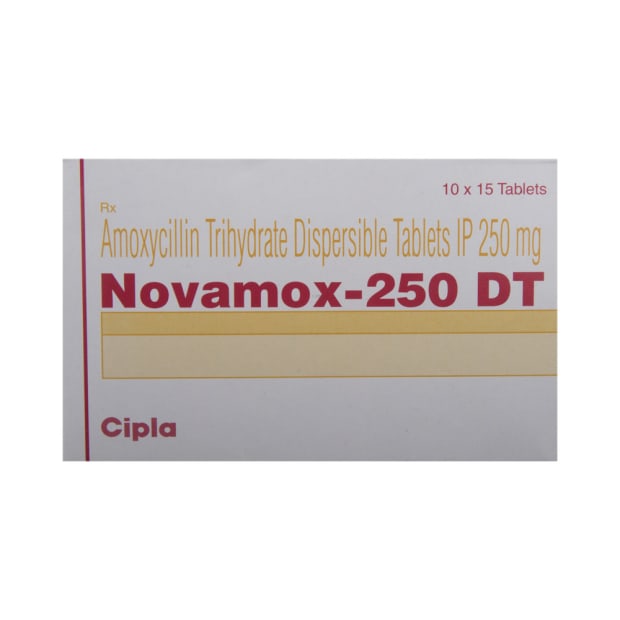 10 x 15 Tablets
Rx
Amoxycillin Trihydrate Dispersible Tablets IP 250 mg
Novamox-250 DT
Cipla